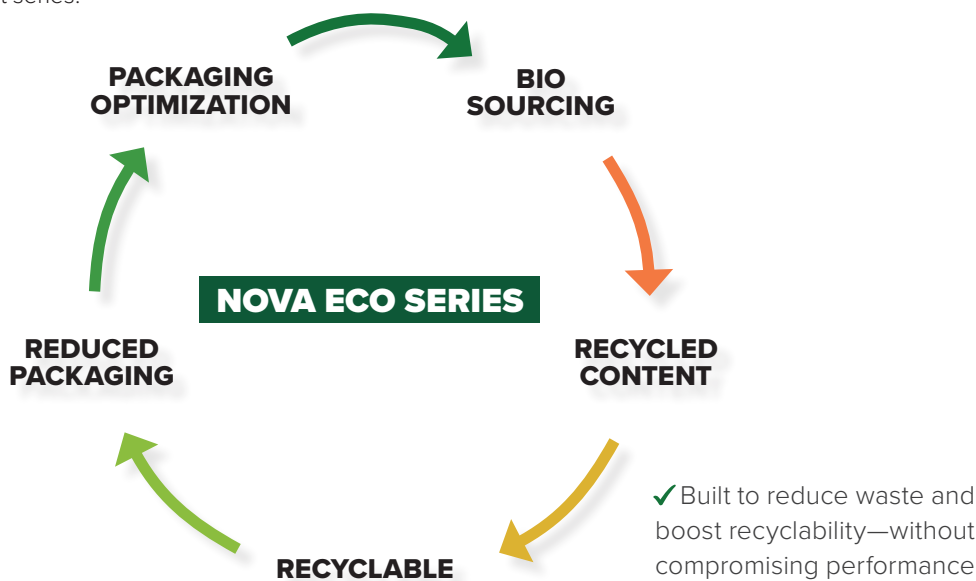 t series.
PACKAGING
OPTIMIZATION
BIO
SOURCING
NOVA ECO SERIES
REDUCED
PACKAGING
RECYCLED
CONTENT
✓Built to reduce waste and
boost recyclability—without
compromising performance
RECYCLABLE